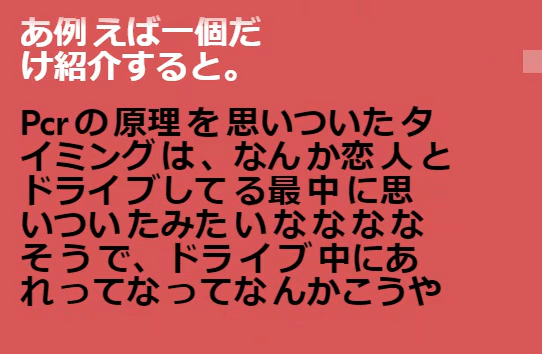 あ例えば一個だ
け紹介すると。
Pcrの原理を思いついたタ
イミングは、なんか恋人と
ドライブしてる最中に思
いついたみたいなななな
そうで、ドライブ中にあ
れってなってなんかこうや